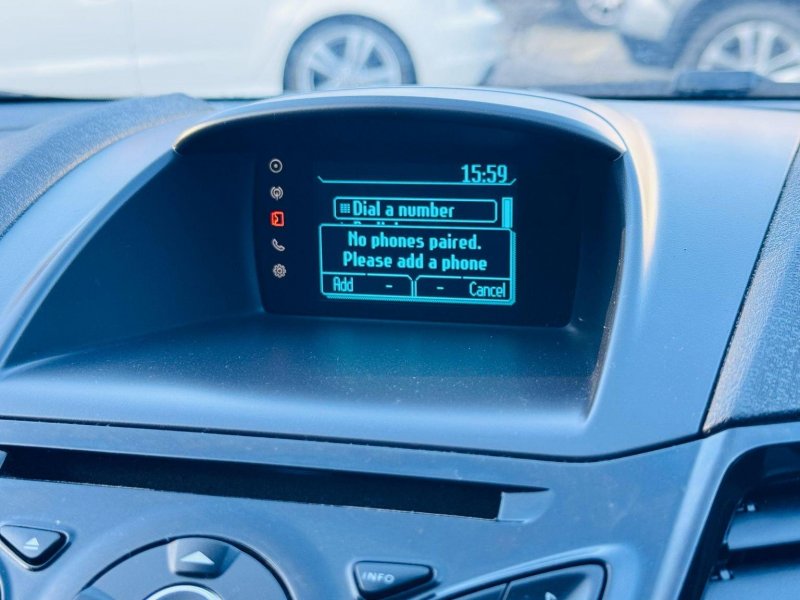 15:59
Dial a number
No phones paired.
Please add a phone
Add - - Cancel
INFO